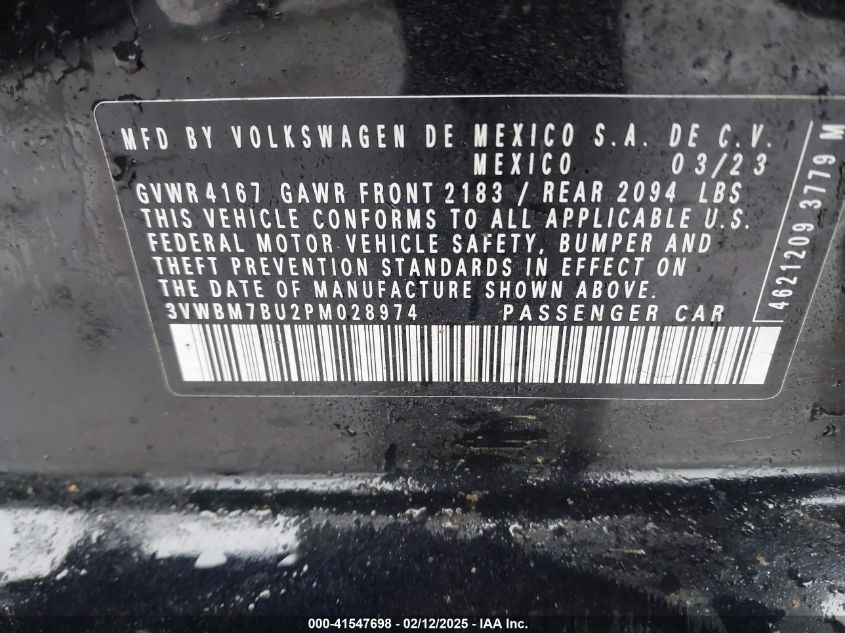 MFD BY VOLKSWAGEN DE MEXICO S.A. DE C.V.
MEXICO 03/23
GVWR 4167 GAWR FRONT 2183 / REAR 2094 LBS
THIS VEHICLE CONFORMS TO ALL APPLICABLE U.S.
FEDERAL MOTOR VEHICLE SAFETY, BUMPER AND
THEFT PREVENTION STANDARDS IN EFFECT ON
THE DATE OF MANUFACTURE SHOWN ABOVE.
3VWBM7BU2PM028974 PASSENGER CAR
4621209 3779 M
000-41547698 - 02/12/2025 - IAA Inc.